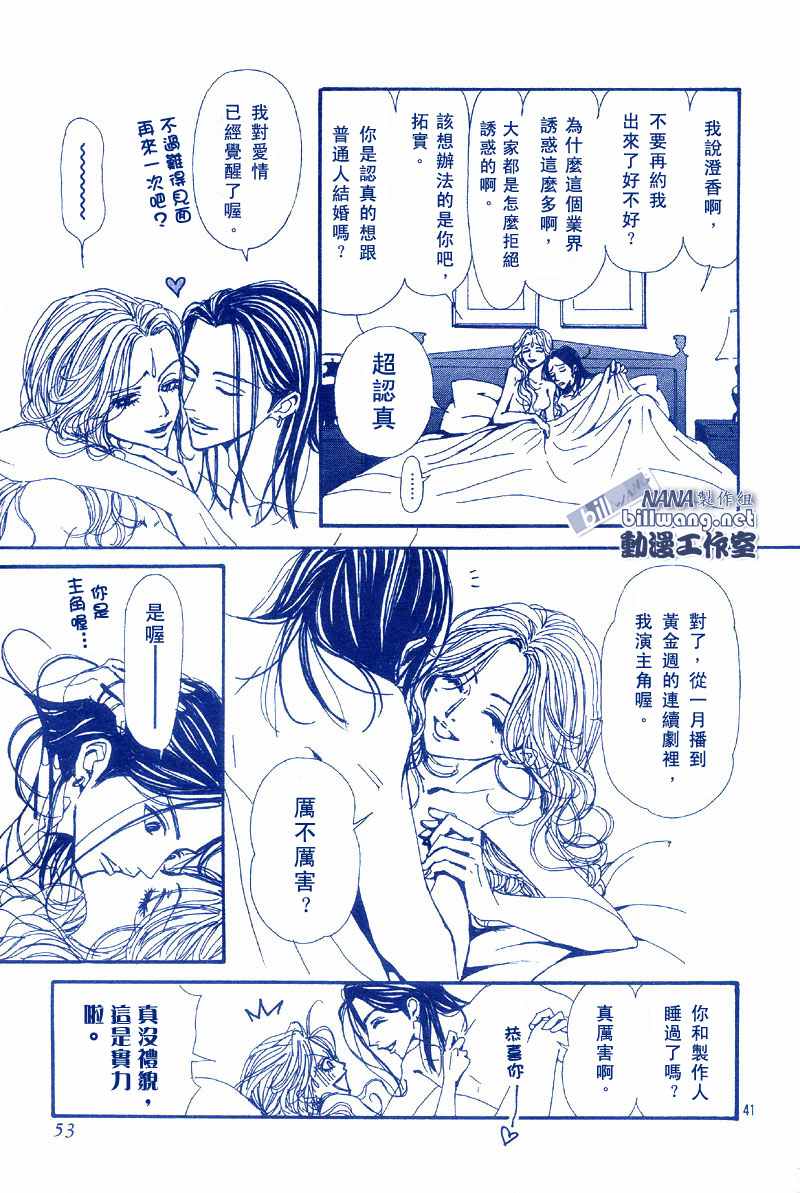 我說澄香啊，
不要再約我
出來了好不好？
為什麼這個業界
誘惑這麼多啊，
大家都是怎麼拒絕
誘惑的啊。
該想辦法的是你吧，
拓實。
你是認真的想跟
普通人結婚嗎？
超認真
……
我對愛情
已經覺醒了喔。
不過難得見面
再來一次吧？
bill wang
NANA製作組
billwang.net
動漫工作室
對了，從一月播到
黃金週的連續劇裡，
我演主角喔。
厲不厲害？
是喔——
你是
主角喔…
你和製作人
睡過了嗎？
真厲害啊。
恭喜你
真沒禮貌，
這是實力
啦。
41
53